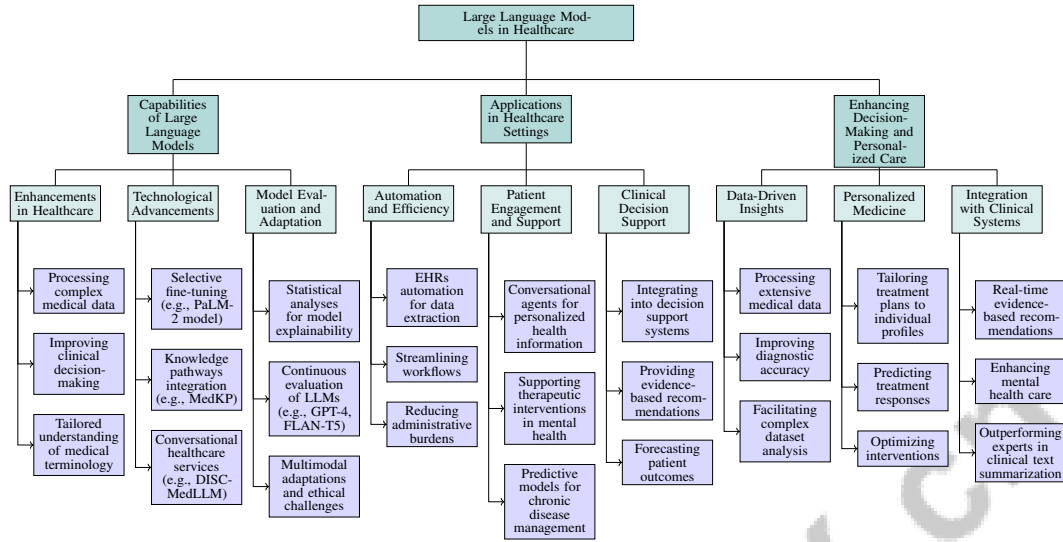 Large Language Mod-
els in Healthcare
Capabilities
of Large
Language
Models
Applications
in Healthcare
Settings
Enhancing
Decision-
Making and
Personal-
ized Care
Enhancements
in Healthcare
Technological
Advancements
Model Eval-
uation and
Adaptation
Automation
and Efficiency
Patient
Engagement
and Support
Clinical
Decision
Support
Data-Driven
Insights
Personalized
Medicine
Integration
with Clinical
Systems
Processing
complex
medical data
Improving
clinical
decision-
making
Tailored
understanding
of medical
terminology
Selective
fine-tuning
(e.g., PaLM-
2 model)
Knowledge
pathways
integration
(e.g., MedKP)
Conversational
healthcare
services
(e.g., DISC-
MedLLM)
Statistical
analyses
for model
explainability
Continuous
evaluation
of LLMs
(e.g., GPT-4,
FLAN-T5)
Multimodal
adaptations
and ethical
challenges
EHRs
automation
for data
extraction
Streamlining
workflows
Reducing
administrative
burdens
Conversational
agents for
personalized
health
information
Supporting
therapeutic
interventions
in mental
health
Predictive
models for
chronic
disease
management
Integrating
into decision
support
systems
Providing
evidence-
based recom-
mendations
Forecasting
patient
outcomes
Processing
extensive
medical data
Improving
diagnostic
accuracy
Facilitating
complex
dataset
analysis
Tailoring
treatment
plans to
individual
profiles
Predicting
treatment
responses
Optimizing
interventions
Real-time
evidence-
based recom-
mendations
Enhancing
mental
health care
Outperforming
experts in
clinical text
summarization